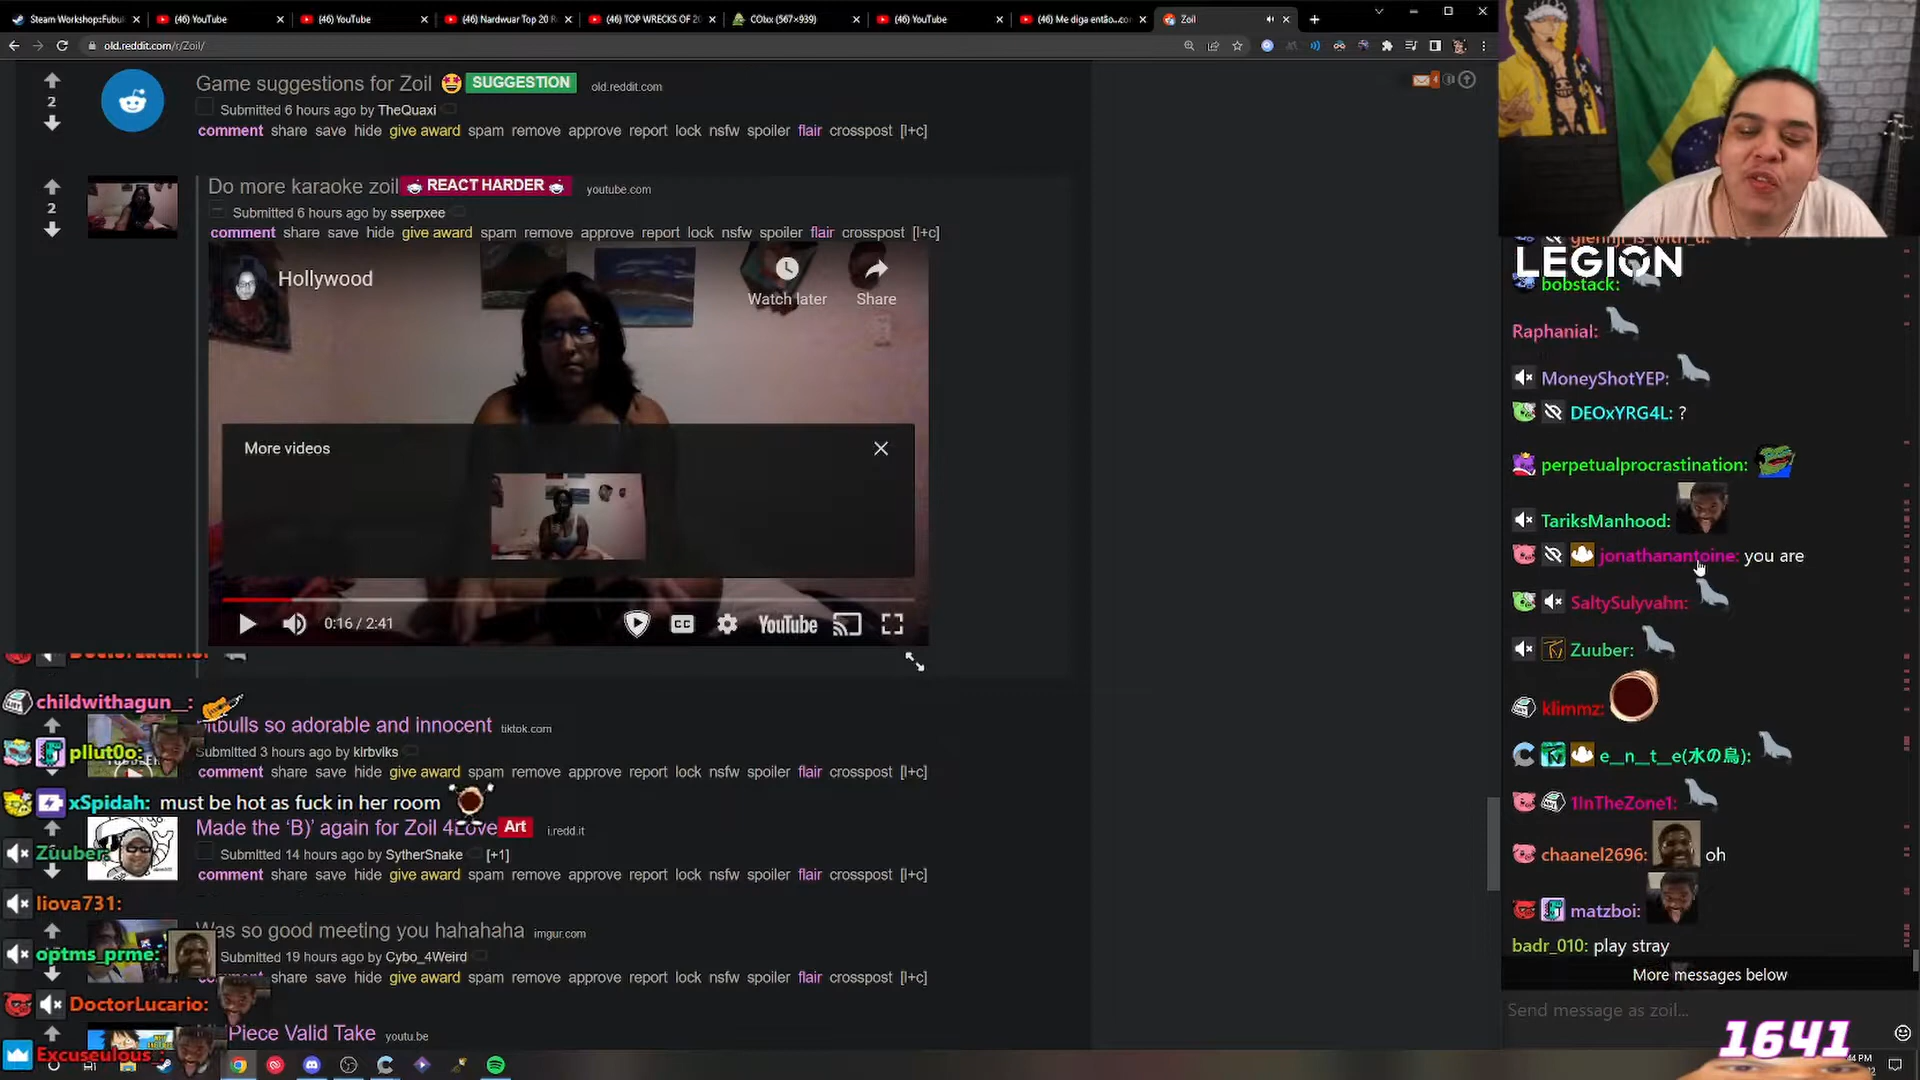 Steam Workshop:Fubu
(46) YouTube
(46) YouTube
(46) Nardwuar Top 20 R
(46) TOP WRECKS OF 20
COlxx (567×939)
(46) YouTube
(46) Me diga então...co
Zoil
old.reddit.com/r/Zoil/
2
Game suggestions for Zoil SUGGESTION old.reddit.com
Submitted 6 hours ago by TheQuaxi
comment share save hide give award spam remove approve report lock nsfw spoiler flair crosspost [l+c]
2
Do more karaoke zoil REACT HARDER youtube.com
Submitted 6 hours ago by sserpxee
comment share save hide give award spam remove approve report lock nsfw spoiler flair crosspost [l+c]
Hollywood
Watch later
Share
More videos
0:16 / 2:41
CC
YouTube
DoctorLucario:
childwithagun__:
itbulls so adorable and innocent tiktok.com
Submitted 3 hours ago by kirbviks
pllut0o:
comment share save hide give award spam remove approve report lock nsfw spoiler flair crosspost [l+c]
xSpidah: must be hot as fuck in her room
Made the ‘B)’ again for Zoil 4Love Art i.redd.it
Zuuber:
Submitted 14 hours ago by SytherSnake [+1]
comment share save hide give award spam remove approve report lock nsfw spoiler flair crosspost [l+c]
liova731:
Was so good meeting you hahahaha imgur.com
optms_prme:
Submitted 19 hours ago by Cybo_4Weird
share save hide give award spam remove approve report lock nsfw spoiler flair crosspost [l+c]
DoctorLucario:
Piece Valid Take youtu.be
Excuseulous_:
LEGION
bobstack:
Raphanial:
MoneyShotYEP:
DEOxYRG4L: ?
perpetualprocrastination:
TariksManhood:
jonathanantoine: you are
SaltySulyvahn:
Zuuber:
klimmz:
e__n__t__e(水の鳥):
1InTheZone1:
chaanel2696: oh
matzboi:
badr_010: play stray
More messages below
Send message as zoil...
1641